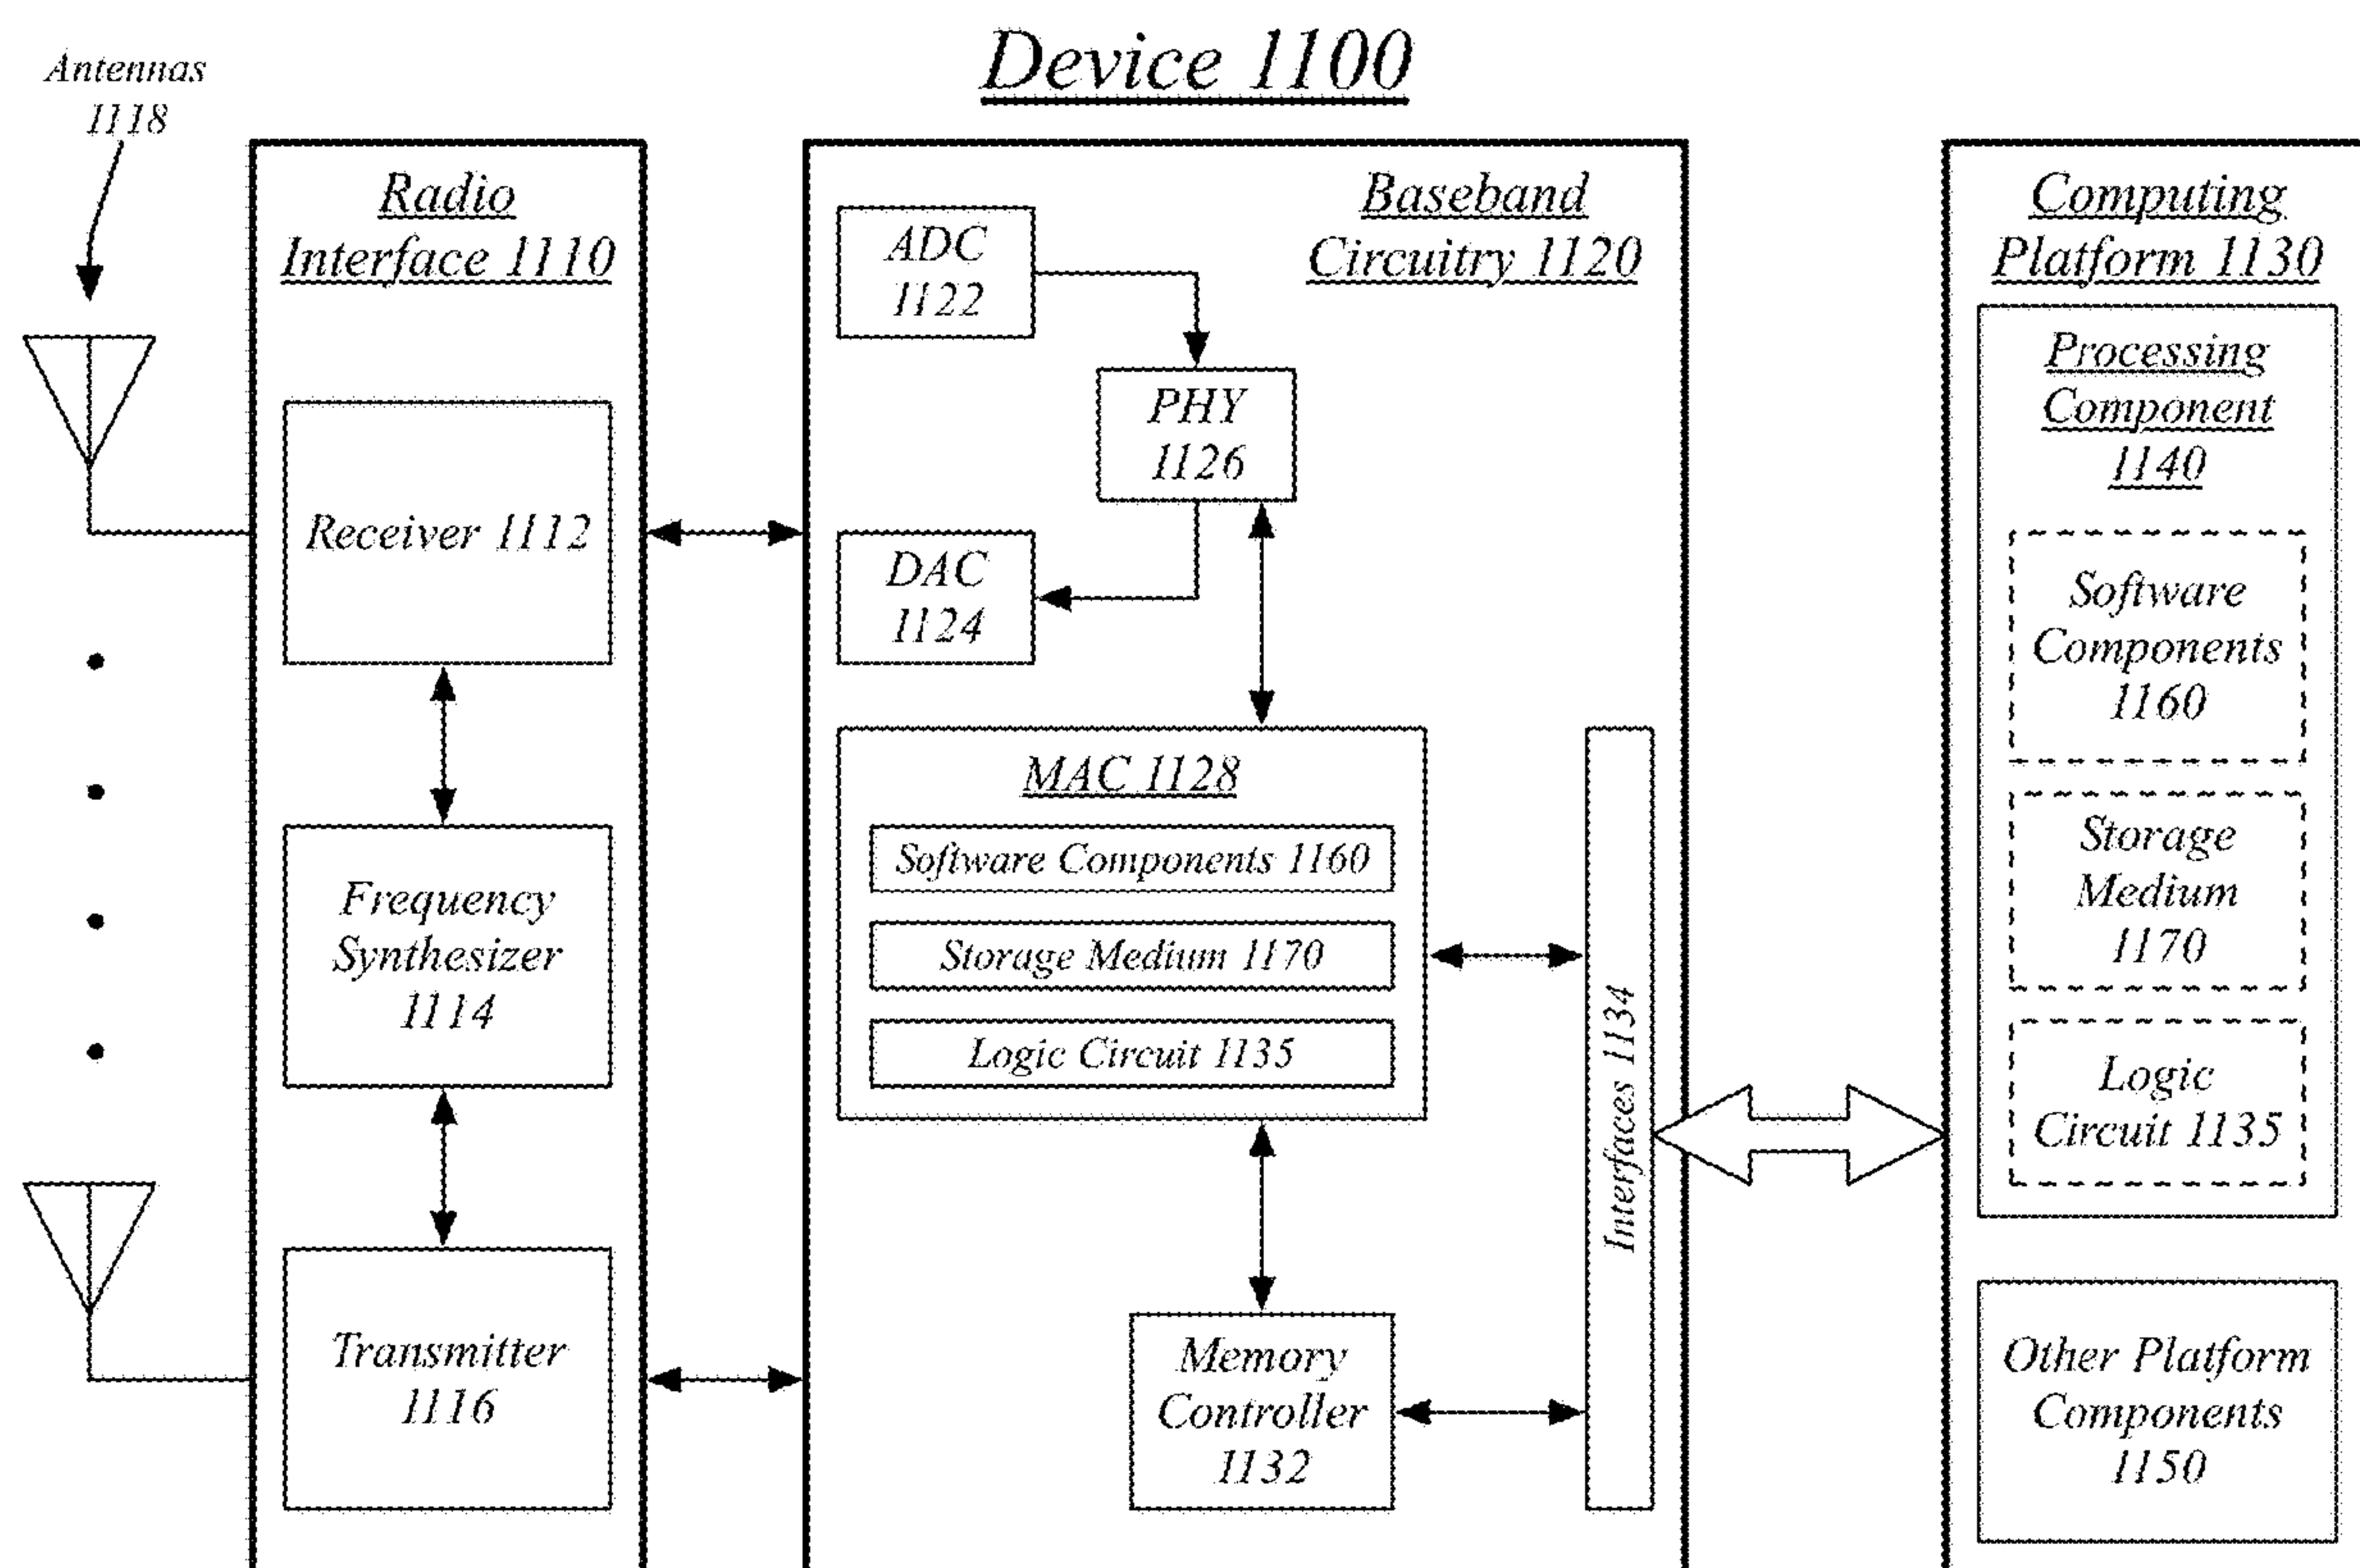 Device 1100
Antennas
1118
Radio
Interface 1110
Receiver 1112
Frequency
Synthesizer
1114
Transmitter
1116
Baseband
Circuitry 1120
ADC
1122
PHY
1126
DAC
1124
MAC 1128
Software Components 1160
Storage Medium 1170
Logic Circuit 1135
Interfaces 1134
Memory
Controller
1132
Computing
Platform 1130
Processing
Component
1140
Software
Components
1160
Storage
Medium
1170
Logic
Circuit 1135
Other Platform
Components
1150